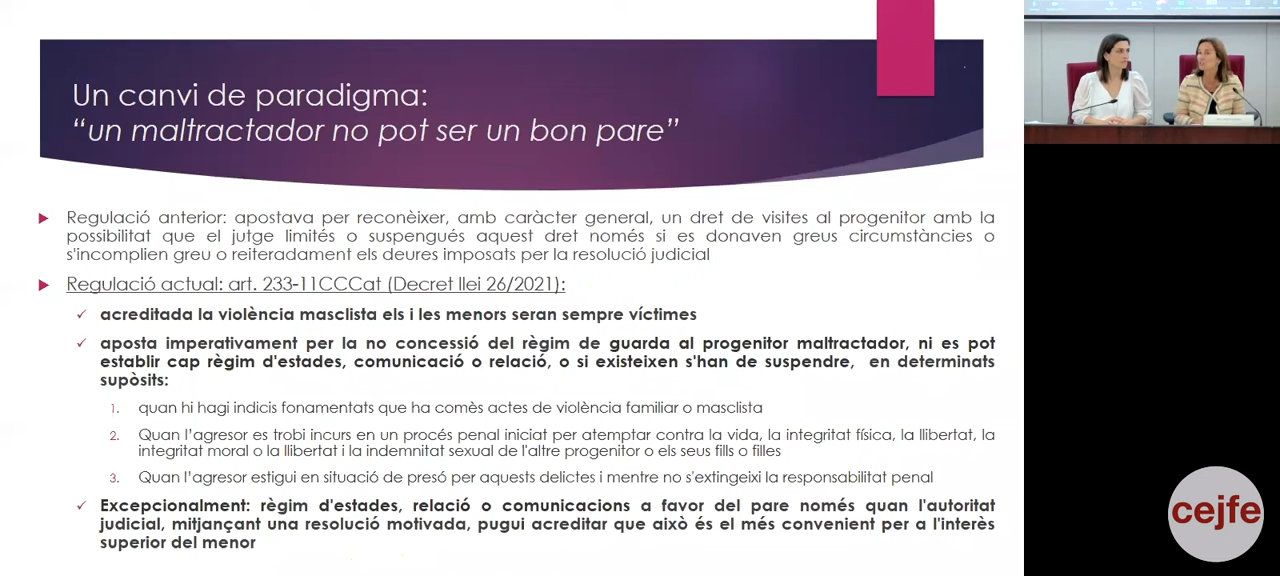 Un canvi de paradigma:
“un maltractador no pot ser un bon pare”
Regulació anterior: apostava per reconèixer, amb caràcter general, un dret de visites al progenitor amb la
possibilitat que el jutge limités o suspengués aquest dret només si es donaven greus circumstàncies o
s'incomplien greu o reiteradament els deures imposats per la resolució judicial
Regulació actual: art. 233-11CCCat (Decret llei 26/2021):
acreditada la violència masclista els i les menors seran sempre víctimes
aposta imperativament per la no concessió del règim de guarda al progenitor maltractador, ni es pot
establir cap règim d'estades, comunicació o relació, o si existeixen s'han de suspendre, en determinats
supòsits:
1. quan hi hagi indicis fonamentats que ha comès actes de violència familiar o masclista
2. Quan l’agresor es trobi incurs en un procés penal iniciat per atemptar contra la vida, la integritat física, la llibertat, la
integritat moral o la llibertat i la indemnitat sexual de l'altre progenitor o els seus fills o filles
3. Quan l’agresor estigui en situació de presó per aquests delictes i mentre no s'extingeixi la responsabilitat penal
Excepcionalment: règim d'estades, relació o comunicacions a favor del pare només quan l'autoritat
judicial, mitjançant una resolució motivada, pugui acreditar que això és el més convenient per a l'interès
superior del menor
cejfe